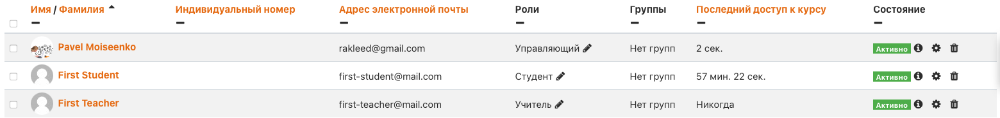 Имя / Фамилия Индивидуальный номер Адрес электронной почты Роли Группы Последний доступ к курсу Состояние
Pavel Moiseenko rakleed@gmail.com Управляющий Нет групп 2 сек. Активно
First Student first-student@mail.com Студент Нет групп 57 мин. 22 сек. Активно
First Teacher first-teacher@mail.com Учитель Нет групп Никогда Активно